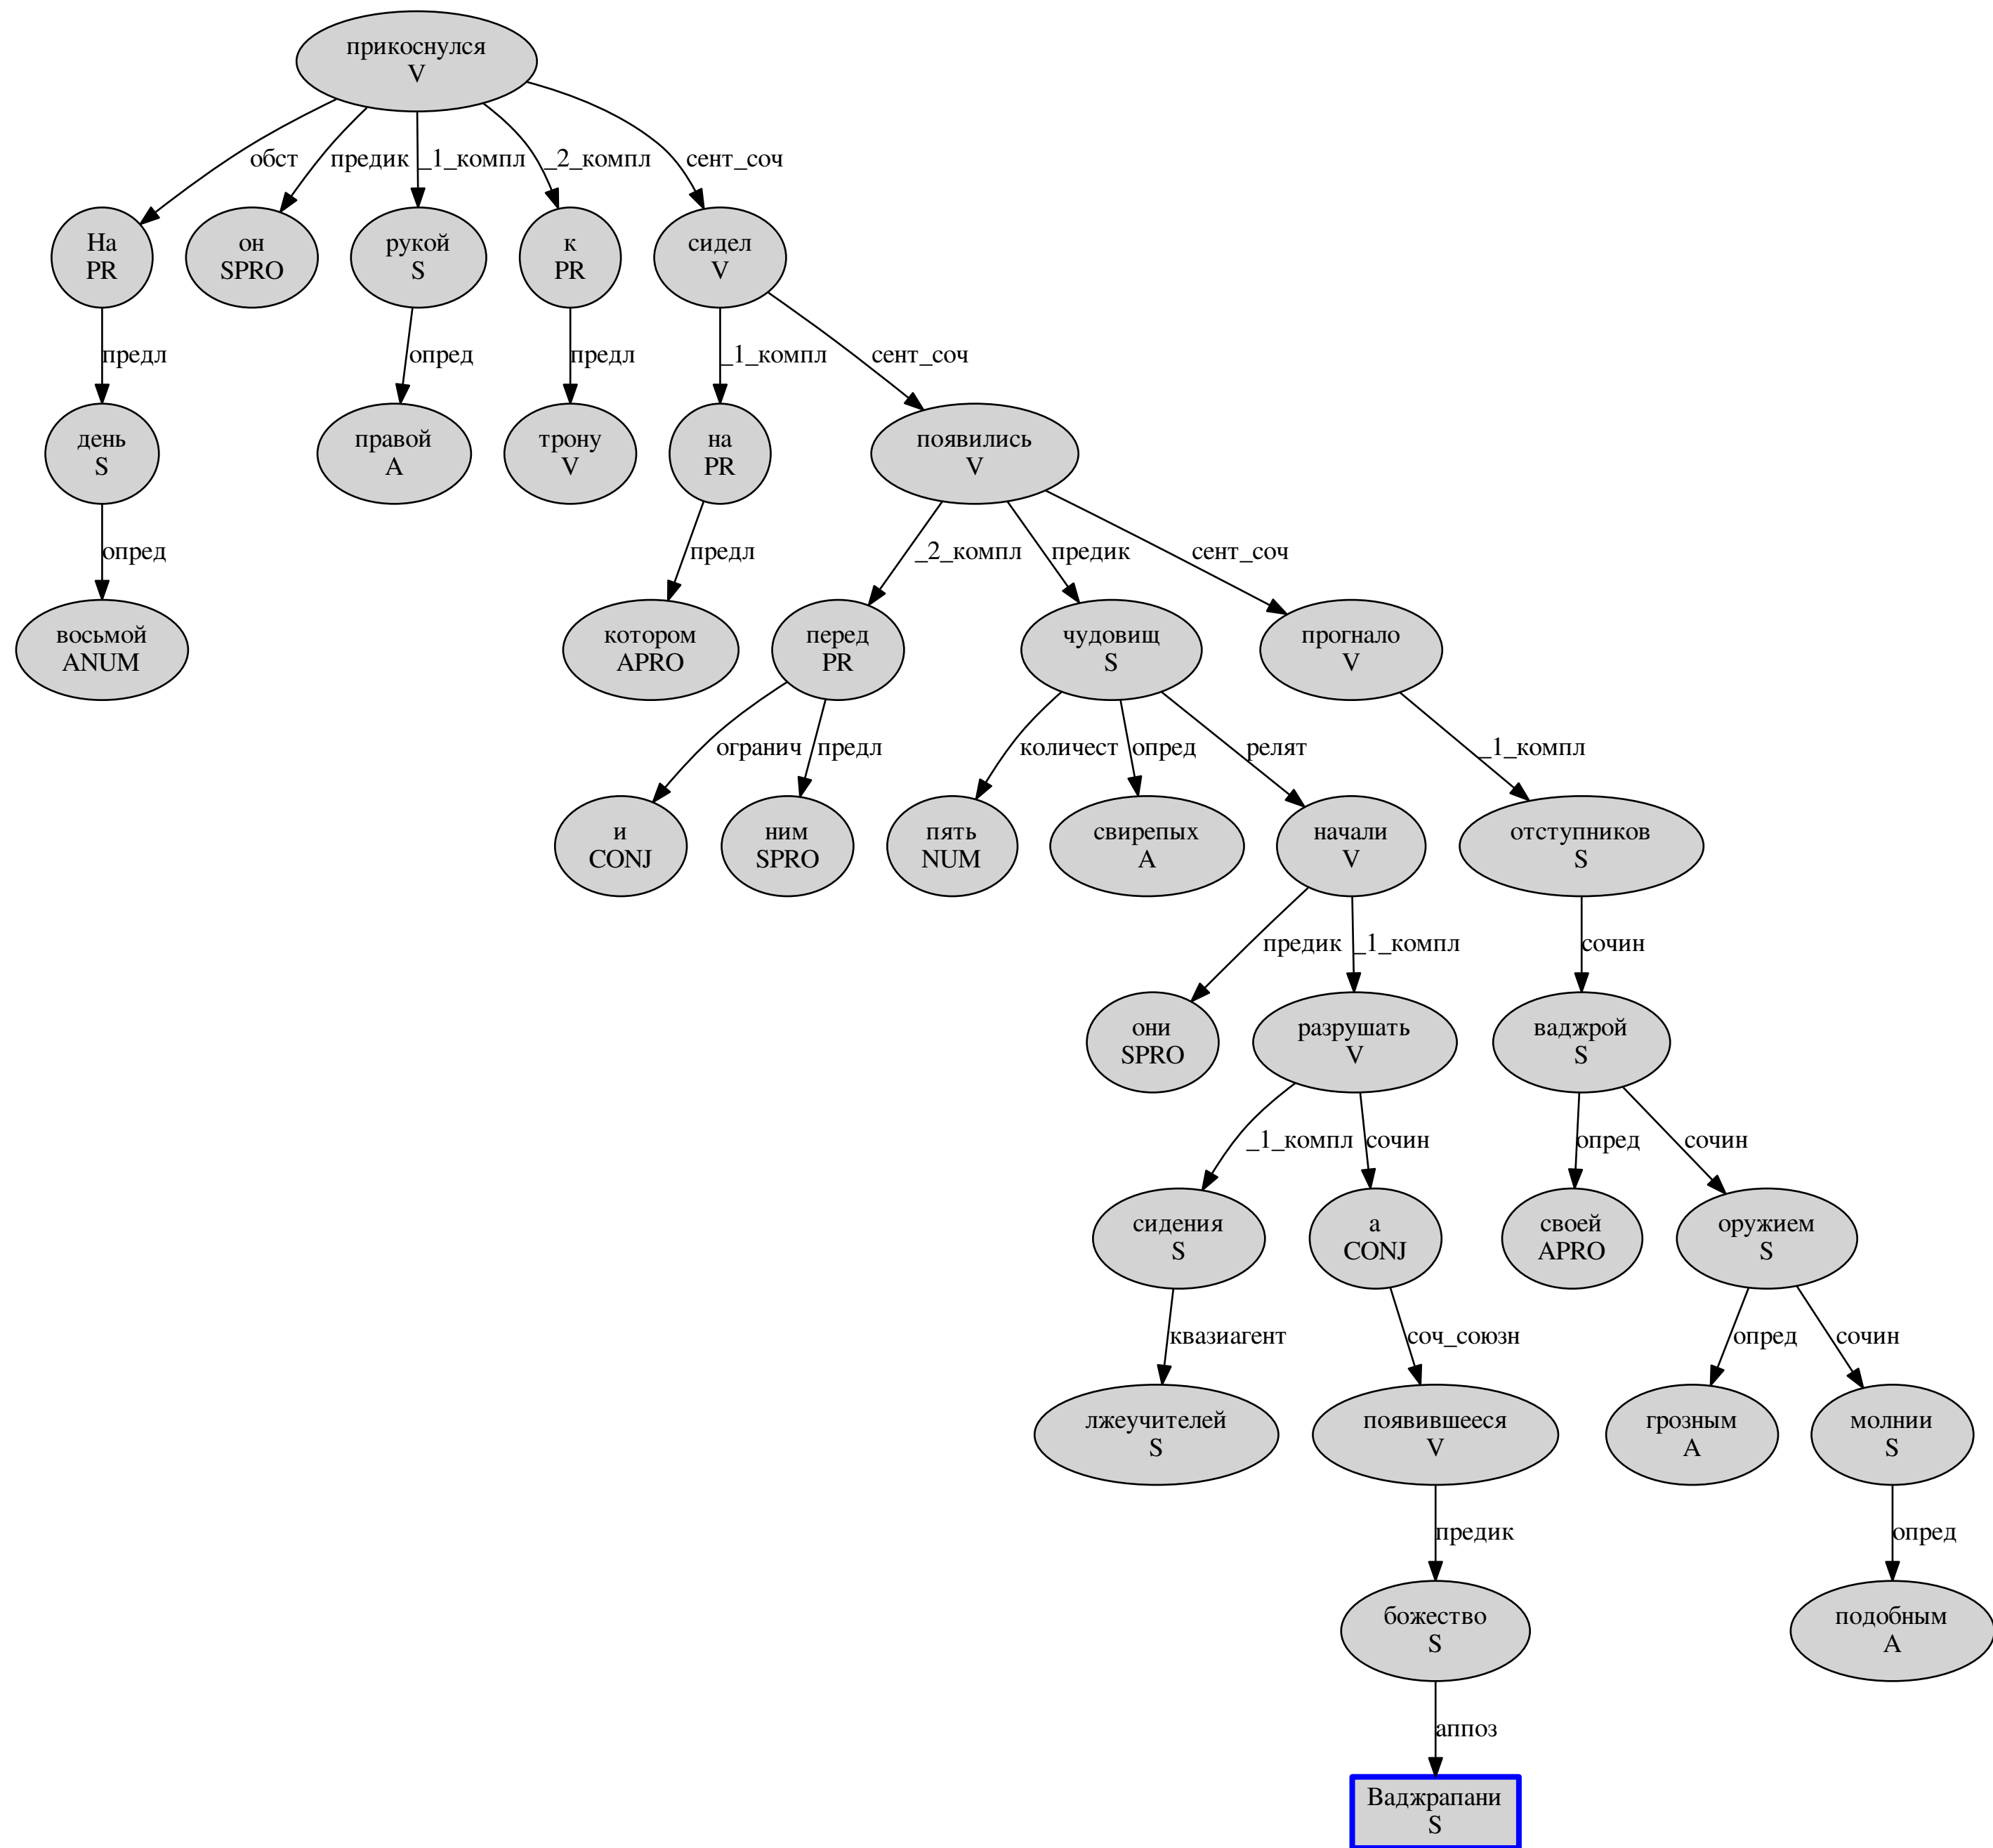 прикоснулся
V
обст
предик
_1_компл
_2_компл
сент_соч
На
PR
он
SPRO
рукой
S
к
PR
сидел
V
предл
опред
предл
_1_компл
сент_соч
день
S
правой
A
трону
V
на
PR
появились
V
опред
предл
_2_компл
предик
сент_соч
восьмой
ANUM
котором
APRO
перед
PR
чудовищ
S
прогнало
V
огранич
предл
количест
опред
релят
_1_компл
и
CONJ
ним
SPRO
пять
NUM
свирепых
A
начали
V
отступников
S
предик
_1_компл
сочин
они
SPRO
разрушать
V
ваджрой
S
_1_компл
сочин
опред
сочин
сидения
S
а
CONJ
своей
APRO
оружием
S
квазиагент
соч_союзн
опред
сочин
лжеучителей
S
появившееся
V
грозным
A
молнии
S
предик
опред
божество
S
подобным
A
аппоз
Ваджрапани
S